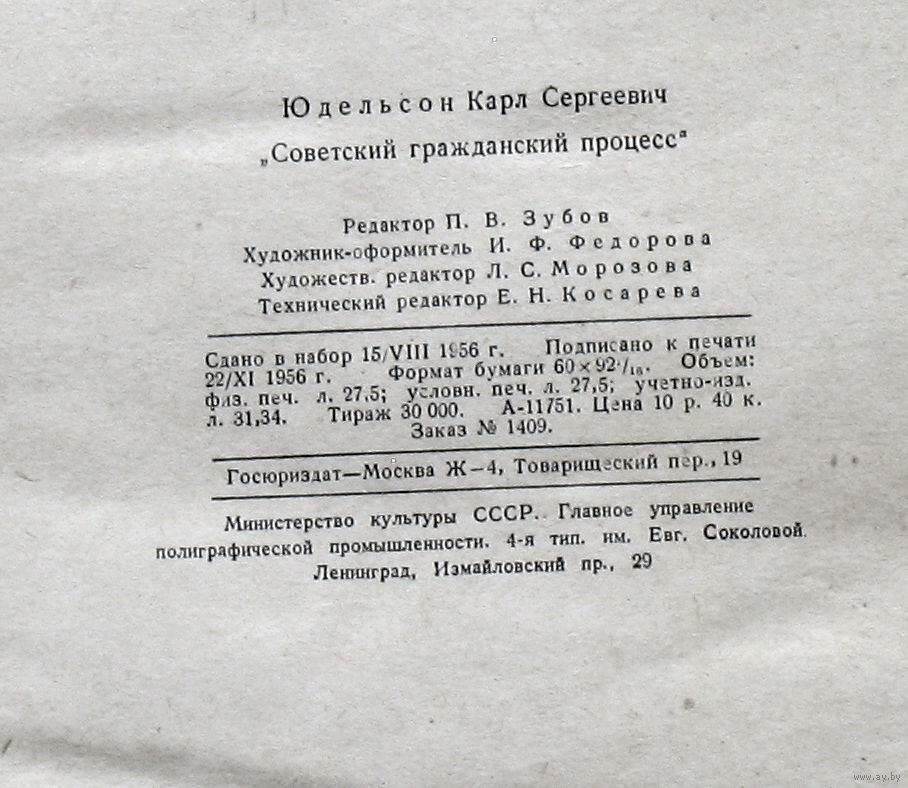 Юдельсон Карл Сергеевич
„Советский гражданский процесс“
Редактор П. В. Зубов
Художник-оформитель И. Ф. Федорова
Художеств. редактор Л. С. Морозова
Технический редактор Е. Н. Косарева
Сдано в набор 15/VIII 1956 г. Подписано к печати
22/XI 1956 г. Формат бумаги 60×92¹/₁₆. Объем:
физ. печ. л. 27,5; условн. печ. л. 27,5; учетно-изд.
л. 31,34. Тираж 30 000. А-11751. Цена 10 р. 40 к.
Заказ № 1409.
Госюриздат—Москва Ж—4, Товарищеский пер., 19
Министерство культуры СССР. Главное управление
полиграфической промышленности. 4-я тип. им. Евг. Соколовой.
Ленинград, Измайловский пр., 29
www.ay.by